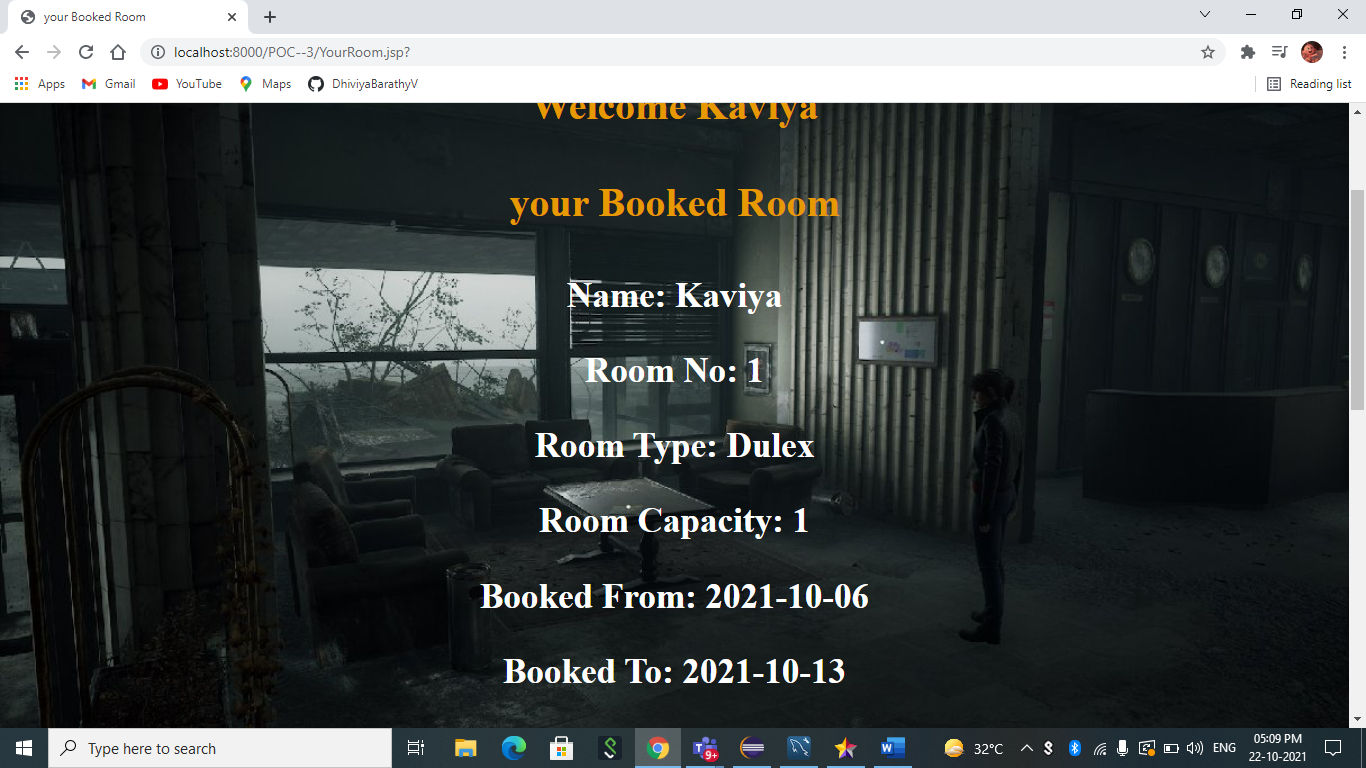 your Booked Room
localhost:8000/POC--3/YourRoom.jsp?
Apps Gmail YouTube Maps DhiviyaBarathyV Reading list
Welcome Kaviya
your Booked Room
Name: Kaviya
Room No: 1
Room Type: Dulex
Room Capacity: 1
Booked From: 2021-10-06
Booked To: 2021-10-13
Type here to search
9+
32°C
ENG
05:09 PM
22-10-2021